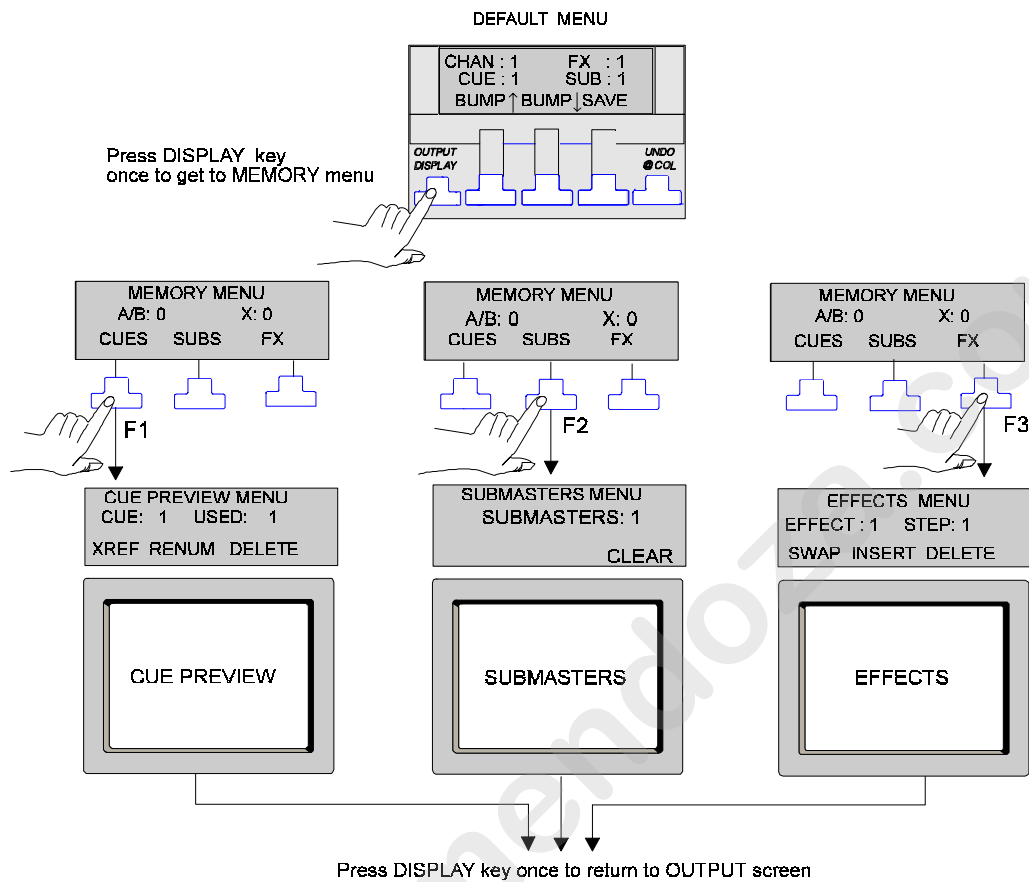 DEFAULT MENU
CHAN : 1 FX : 1
CUE : 1 SUB : 1
BUMP↑ BUMP↓ SAVE
OUTPUT
DISPLAY
UNDO
@ COL
Press DISPLAY key
once to get to MEMORY menu
MEMORY MENU
A/B: 0 X: 0
CUES SUBS FX
F1
MEMORY MENU
A/B: 0 X: 0
CUES SUBS FX
F2
MEMORY MENU
A/B: 0 X: 0
CUES SUBS FX
F3
CUE PREVIEW MENU
CUE: 1 USED: 1
XREF RENUM DELETE
SUBMASTERS MENU
SUBMASTERS: 1
CLEAR
EFFECTS MENU
EFFECT : 1 STEP: 1
SWAP INSERT DELETE
CUE PREVIEW
SUBMASTERS
EFFECTS
Press DISPLAY key once to return to OUTPUT screen